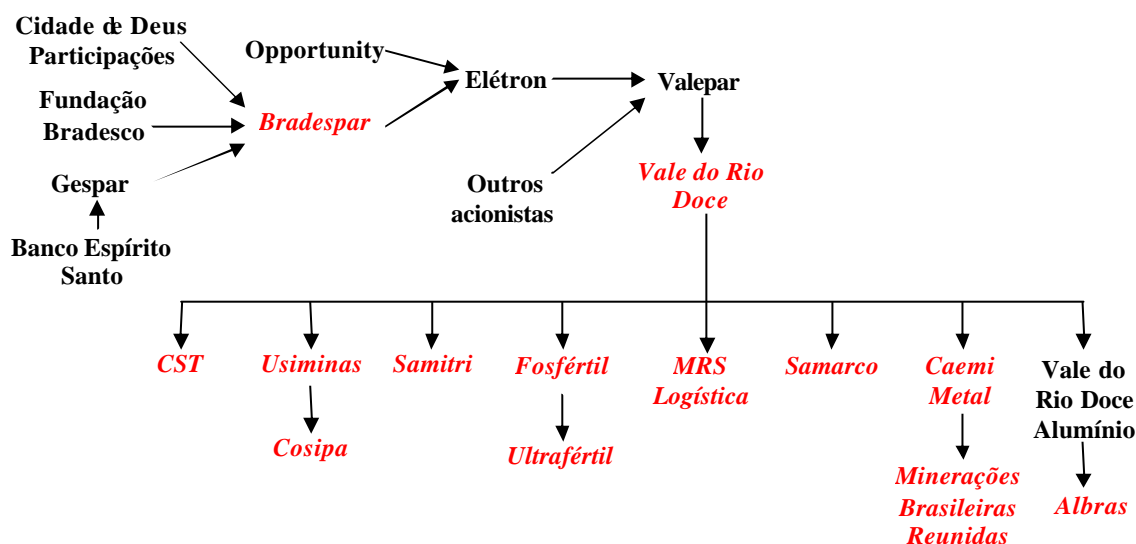 Cidade de Deus
Participações
Opportunity
Elétron
Valepar
Fundação
Bradesco
Bradespar
Gespar
Outros
acionistas
Vale do Rio
Doce
Banco Espírito
Santo
CST
Usiminas
Samitri
Fosfértil
MRS
Logística
Samarco
Caemi
Metal
Vale do
Rio Doce
Alumínio
Cosipa
Ultrafértil
Minerações
Brasileiras
Reunidas
Albras